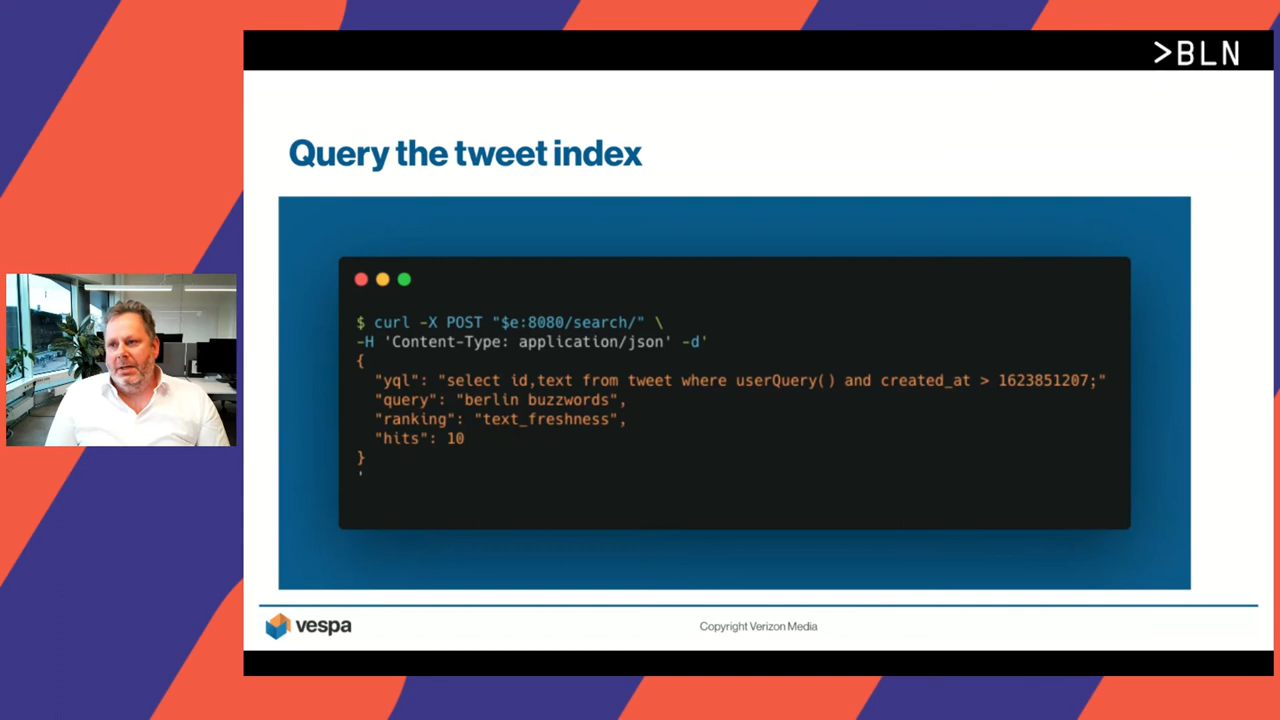 >BLN
Query the tweet index
$ curl -X POST "$e:8080/search/" \
-H 'Content-Type: application/json' -d'
{
"yql": "select id,text from tweet where userQuery() and created_at > 1623851207;"
"query": "berlin buzzwords",
"ranking": "text_freshness",
"hits": 10
}
'
vespa
Copyright Verizon Media